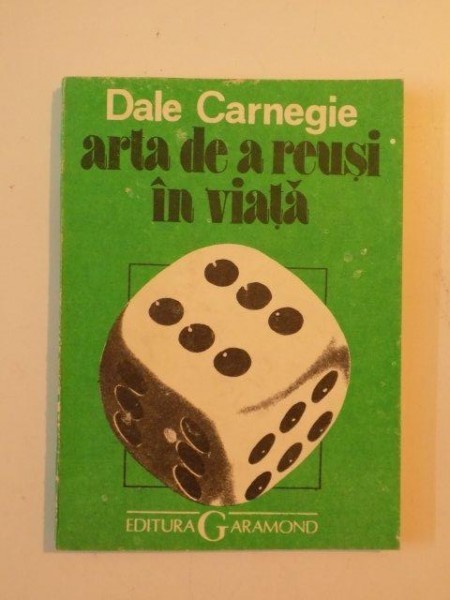 Dale Carnegie
arta de a reuși
în viață
EDITURA GARAMOND